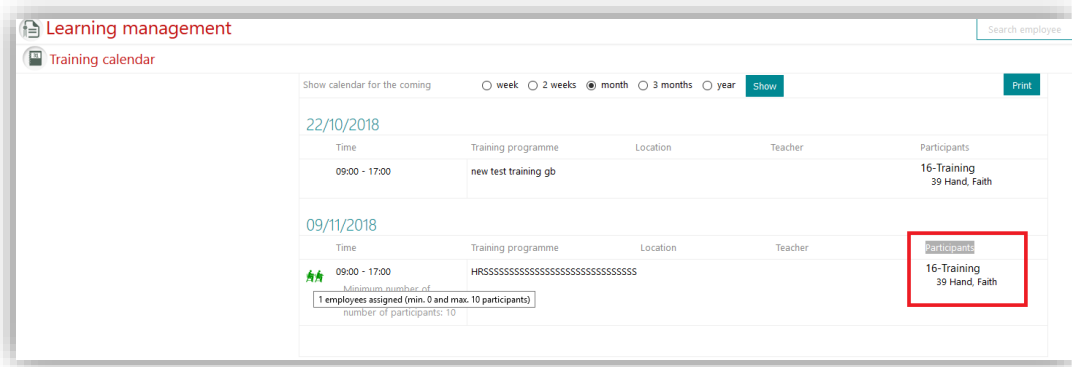 Learning management
Search employee
Training calendar
Show calendar for the coming week 2 weeks month 3 months year Show Print
22/10/2018
Time Training programme Location Teacher Participants
09:00 - 17:00 new test training gb 16-Training
39 Hand, Faith
09/11/2018
Time Training programme Location Teacher Participants
09:00 - 17:00 HRSSSSSSSSSSSSSSSSSSSSSSSSSSSSSSSS 16-Training
39 Hand, Faith
Minimum number of
1 employees assigned (min. 0 and max. 10 participants)
number of participants: 10